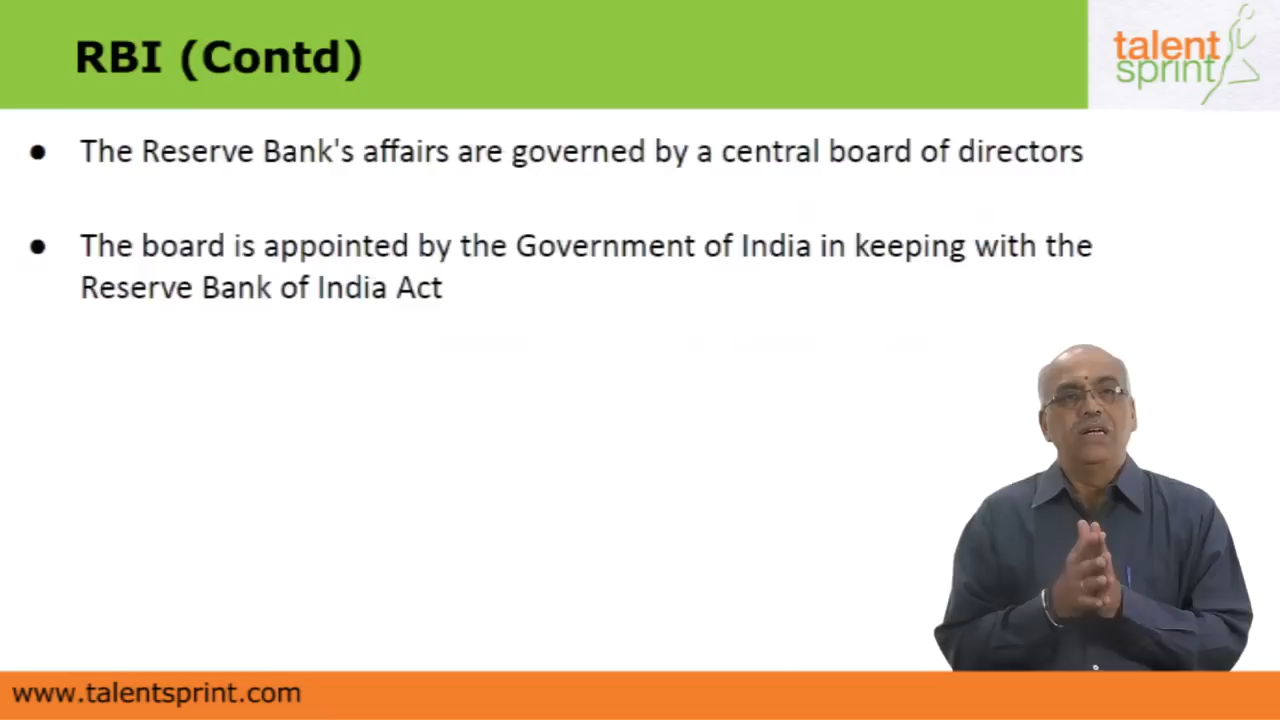 RBI (Contd)
talent
sprint
● The Reserve Bank's affairs are governed by a central board of directors
● The board is appointed by the Government of India in keeping with the
Reserve Bank of India Act
www.talentsprint.com